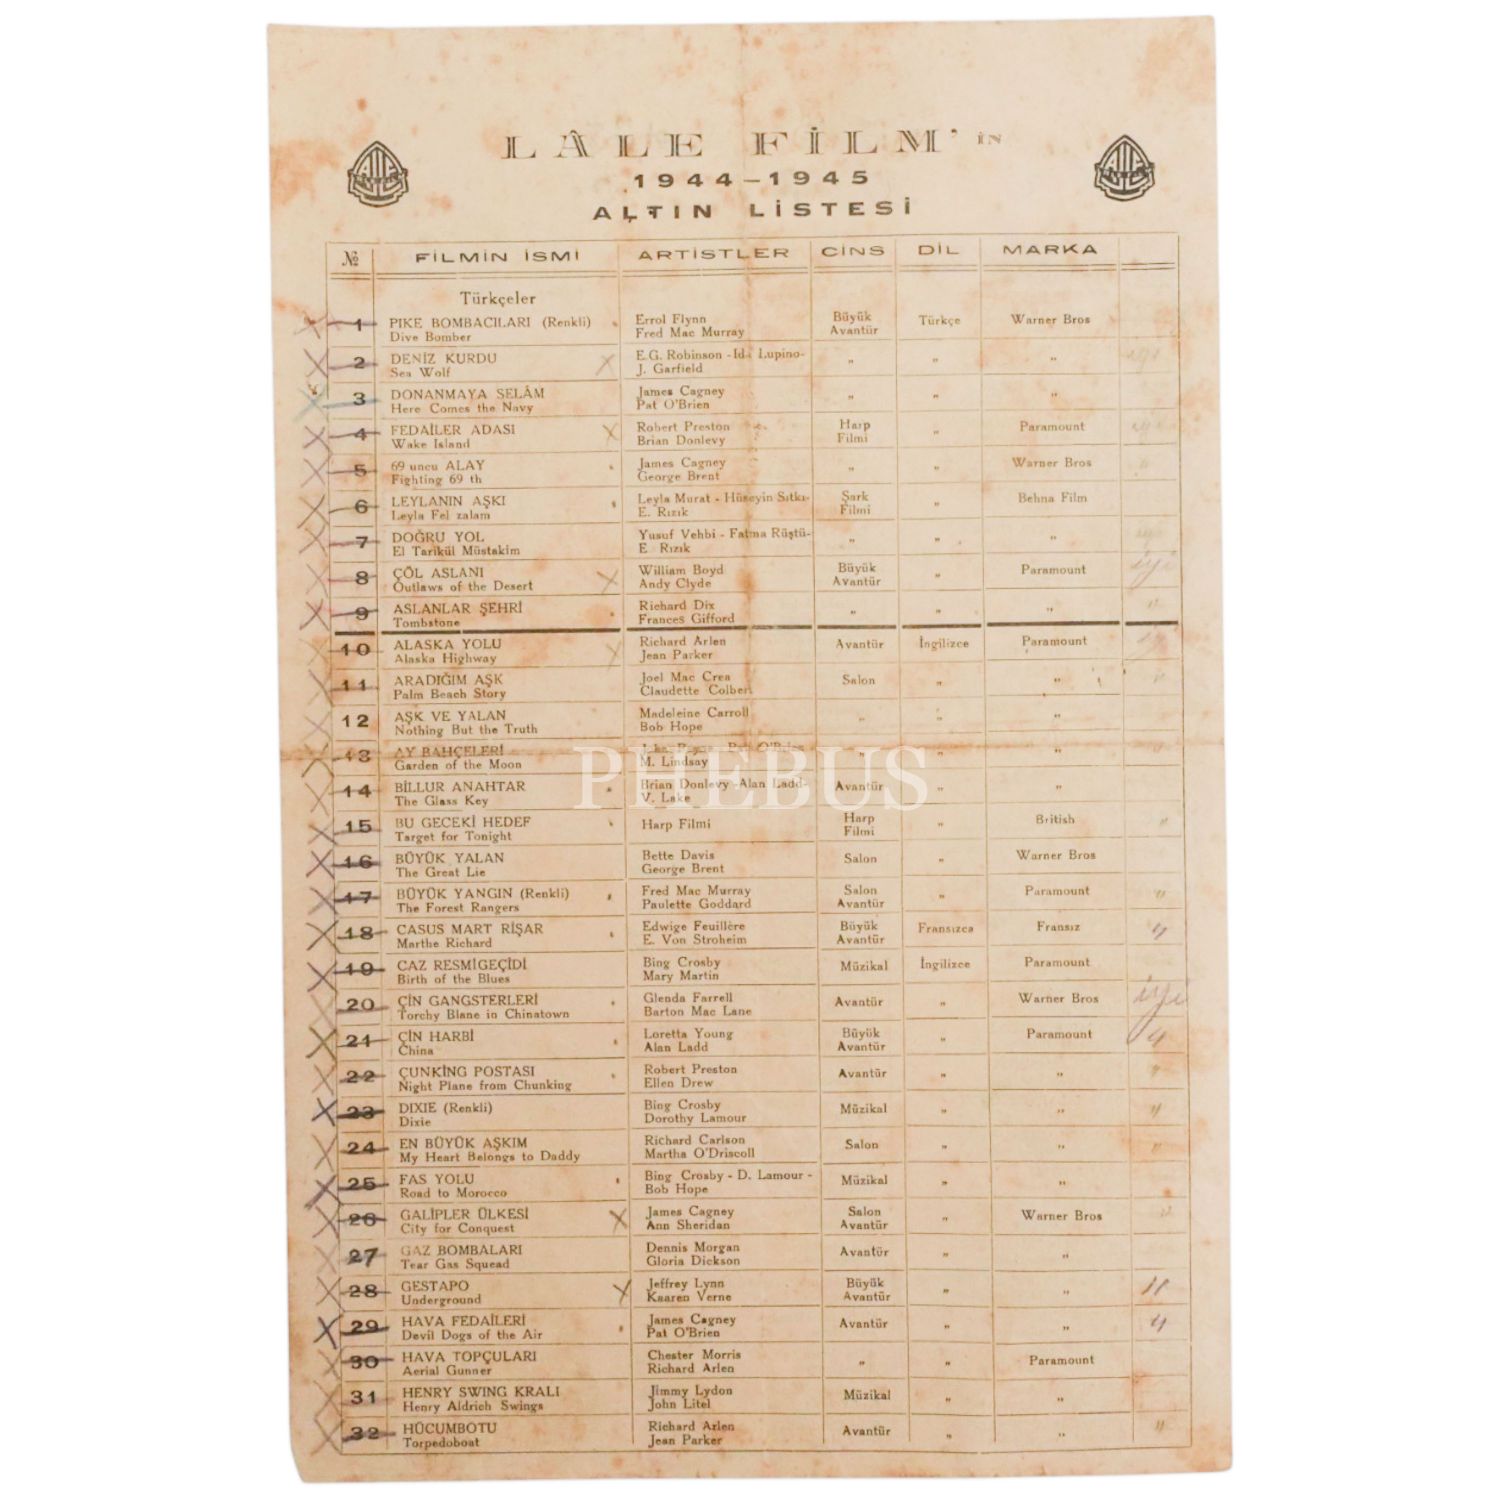 LÂLE FİLM' İN
1944-1945
ALTIN LİSTESİ
№ FİLMİN İSMİ ARTİSTLER CİNS DİL MARKA
Türkçeler
1 PIKE BOMBACILARI (Renkli) Errol Flynn Büyük Türkçe Warner Bros
Dive Bomber Fred Mac Murray Avantür
2 DENİZ KURDU E.G. Robinson - Ida Lupino- „ „ „
Sea Wolf J. Garfield
3 DONANMAYA SELÂM James Cagney „ „ „
Here Comes the Navy Pat O'Brien
4 FEDAİLER ADASI Robert Preston Harp „ Paramount
Wake Island Brian Donlevy Filmi
5 69 uncu ALAY James Cagney „ „ Warner Bros
Fighting 69 th George Brent
6 LEYLANIN AŞKI Leyla Murat - Hüseyin Sıtkı- Şark „ Behna Film
Leyla Fel zalam E. Rızık Filmi
7 DOĞRU YOL Yusuf Vehbi - Fatma Rüştü- „ „ „
El Tarikül Müstakim E Rızık
8 ÇÖL ASLANI William Boyd Büyük „ Paramount iyi
Outlaws of the Desert Andy Clyde Avantür
9 ASLANLAR ŞEHRİ Richard Dix „ „ „ „
Tombstone Frances Gifford
10 ALASKA YOLU Richard Arlen Avantür İngilizce Paramount
Alaska Highway Jean Parker
11 ARADIĞIM AŞK Joel Mac Crea Salon „ „ „
Palm Beach Story Claudette Colbert
12 AŞK VE YALAN Madeleine Carroll „ „ „
Nothing But the Truth Bob Hope
13 AY BAHÇELERİ John Payne - Pat O'Brien „ „ „ „
Garden of the Moon M. Lindsay
14 BİLLUR ANAHTAR Brian Donlevy -Alan Ladd- Avantür „ „
The Glass Key V. Lake
15 BU GECEKİ HEDEF Harp Filmi Harp „ British „
Target for Tonight Filmi
16 BÜYÜK YALAN Bette Davis Salon „ Warner Bros
The Great Lie George Brent
17 BÜYÜK YANGIN (Renkli) Fred Mac Murray Salon „ Paramount „
The Forest Rangers Paulette Goddard Avantür
18 CASUS MART RİŞAR Edwige Feuillère Büyük Fransızca Fransız „
Marthe Richard E. Von Stroheim Avantür
19 CAZ RESMİGEÇİDİ Bing Crosby Müzikal İngilizce Paramount
Birth of the Blues Mary Martin
20 ÇİN GANGSTERLERİ Glenda Farrell Avantür „ Warner Bros iyi
Torchy Blane in Chinatown Barton Mac Lane
21 ÇİN HARBİ Loretta Young Büyük „ Paramount „
China Alan Ladd Avantür
22 ÇUNKİNG POSTASI Robert Preston Avantür „ „ „
Night Plane from Chunking Ellen Drew
23 DIXIE (Renkli) Bing Crosby Müzikal „ „ „
Dixie Dorothy Lamour
24 EN BÜYÜK AŞKIM Richard Carlson Salon „ „ „
My Heart Belongs to Daddy Martha O'Driscoll
25 FAS YOLU Bing Crosby - D. Lamour - Müzikal „ „
Road to Morocco Bob Hope
26 GALİPLER ÜLKESİ James Cagney Salon „ Warner Bros „
City for Conquest Ann Sheridan Avantür
27 GAZ BOMBALARI Dennis Morgan Avantür „ „
Tear Gas Squead Gloria Dickson
28 GESTAPO Jeffrey Lynn Büyük „ „ „
Underground Kaaren Verne Avantür
29 HAVA FEDAİLERİ James Cagney Avantür „ „ „
Devil Dogs of the Air Pat O'Brien
30 HAVA TOPÇULARI Chester Morris „ „ Paramount
Aerial Gunner Richard Arlen
31 HENRY SWING KRALI Jimmy Lydon Müzikal „ „
Henry Aldrich Swings John Litel
32 HÜCUMBOTU Richard Arlen Avantür „ „ „
Torpedoboat Jean Parker
PHEBUS